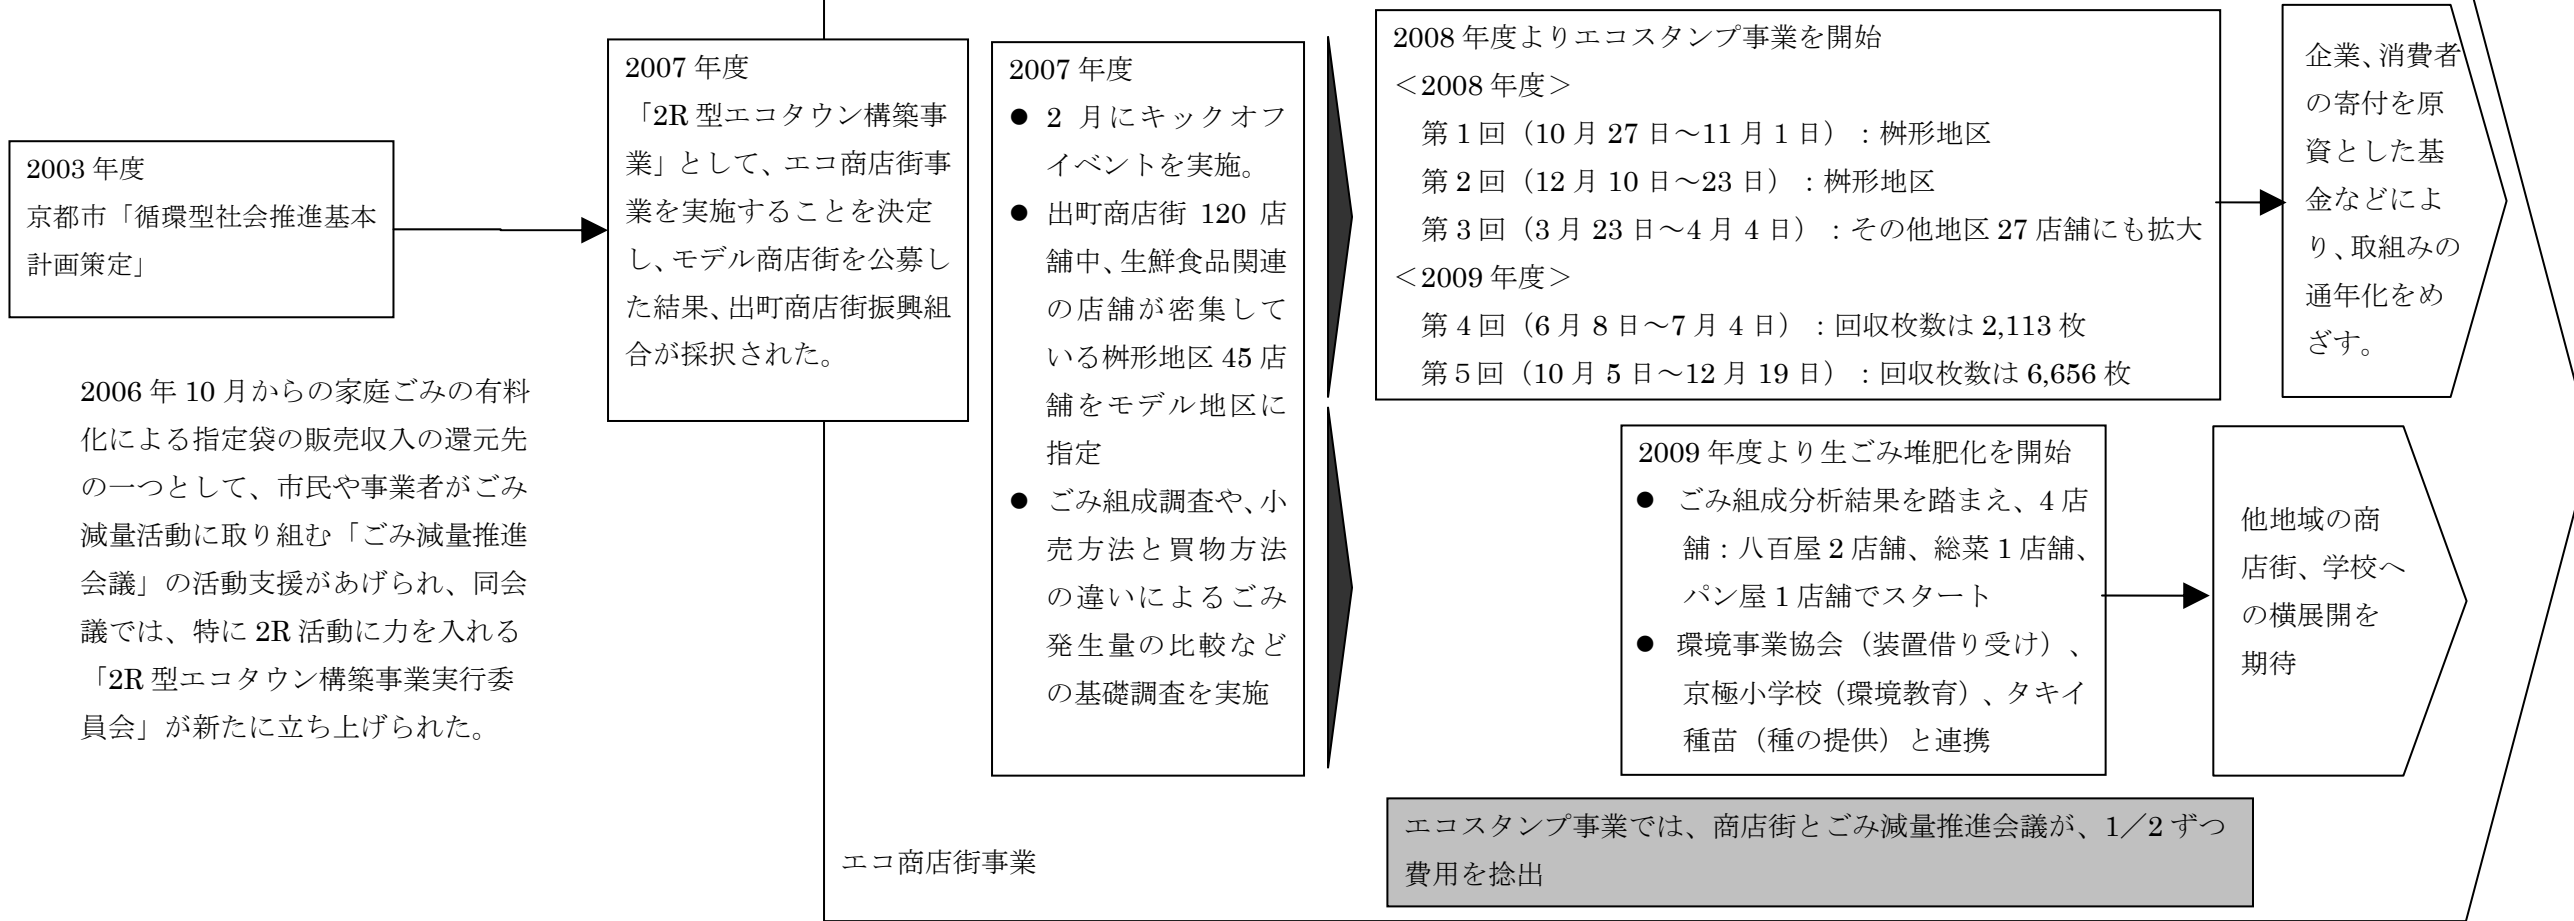 2003 年度
京都市「循環型社会推進基本
計画策定」
2006 年 10 月からの家庭ごみの有料
化による指定袋の販売収入の還元先
の一つとして、市民や事業者がごみ
減量活動に取り組む「ごみ減量推進
会議」の活動支援があげられ、同会
議では、特に 2R 活動に力を入れる
「2R 型エコタウン構築事業実行委
員会」が新たに立ち上げられた。
2007 年度
「2R 型エコタウン構築事
業」として、エコ商店街事
業を実施することを決定
し、モデル商店街を公募し
た結果、出町商店街振興組
合が採択された。
2007 年度
● 2 月にキックオフ
イベントを実施。
● 出町商店街 120 店
舗中、生鮮食品関連
の店舗が密集して
いる桝形地区 45 店
舗をモデル地区に
指定
● ごみ組成調査や、小
売方法と買物方法
の違いによるごみ
発生量の比較など
の基礎調査を実施
2008 年度よりエコスタンプ事業を開始
＜2008 年度＞
第 1 回（10 月 27 日～11 月 1 日）：桝形地区
第 2 回（12 月 10 日～23 日）：桝形地区
第 3 回（3 月 23 日～4 月 4 日）：その他地区 27 店舗にも拡大
＜2009 年度＞
第 4 回（6 月 8 日～7 月 4 日）：回収枚数は 2,113 枚
第５回（10 月 5 日～12 月 19 日）：回収枚数は 6,656 枚
企業、消費者
の寄付を原
資とした基
金などによ
り、取組みの
通年化をめ
ざす。
2009 年度より生ごみ堆肥化を開始
● ごみ組成分析結果を踏まえ、4 店
舗：八百屋 2 店舗、総菜 1 店舗、
パン屋 1 店舗でスタート
● 環境事業協会（装置借り受け）、
京極小学校（環境教育）、タキイ
種苗（種の提供）と連携
他地域の商
店街、学校へ
の横展開を
期待
エコスタンプ事業では、商店街とごみ減量推進会議が、1／2 ずつ
費用を捻出
エコ商店街事業